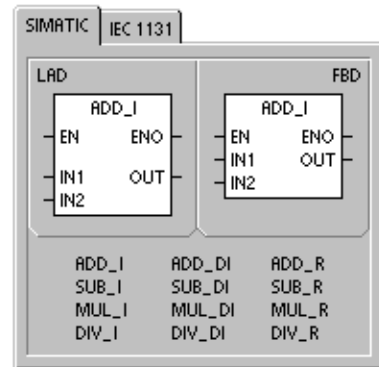 SIMATIC IEC 1131
LAD FBD
ADD_I ADD_I
EN ENO EN ENO
IN1 OUT IN1 OUT
IN2 IN2
ADD_I ADD_DI ADD_R
SUB_I SUB_DI SUB_R
MUL_I MUL_DI MUL_R
DIV_I DIV_DI DIV_R